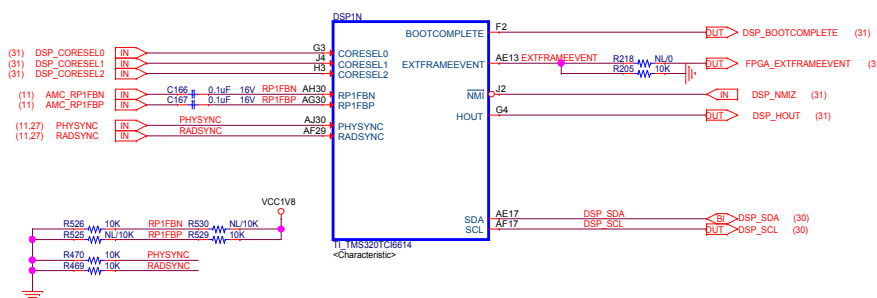 DSP1N
BOOTCOMPLETE F2 OUT DSP_BOOTCOMPLETE (31)
(31) DSP_CORESEL0 IN G3 CORESEL0
(31) DSP_CORESEL1 IN J4 CORESEL1
(31) DSP_CORESEL2 IN H3 CORESEL2
EXTFRAMEEVENT AE13 EXTFRAMEEVENT R218 NL/0 OUT FPGA_EXTFRAMEEVENT (3
R205 10K
(11) AMC_RP1FBN IN C166 0.1uF 16V RP1FBN AH30 RP1FBN
(11) AMC_RP1FBP IN C167 0.1uF 16V RP1FBP AG30 RP1FBP
NMI J2 IN DSP_NMIZ (31)
HOUT G4 OUT DSP_HOUT (31)
(11,27) PHYSYNC IN PHYSYNC AJ30 PHYSYNC
(11,27) RADSYNC IN RADSYNC AF29 RADSYNC
VCC1V8
R526 10K RP1FBN R530 NL/10K
R525 NL/10K RP1FBP R529 10K
R470 10K PHYSYNC
R469 10K RADSYNC
SDA AE17 DSP_SDA BI DSP_SDA (30)
SCL AF17 DSP_SCL OUT DSP_SCL (30)
TI_TMS320TCI6614
<Characteristic>